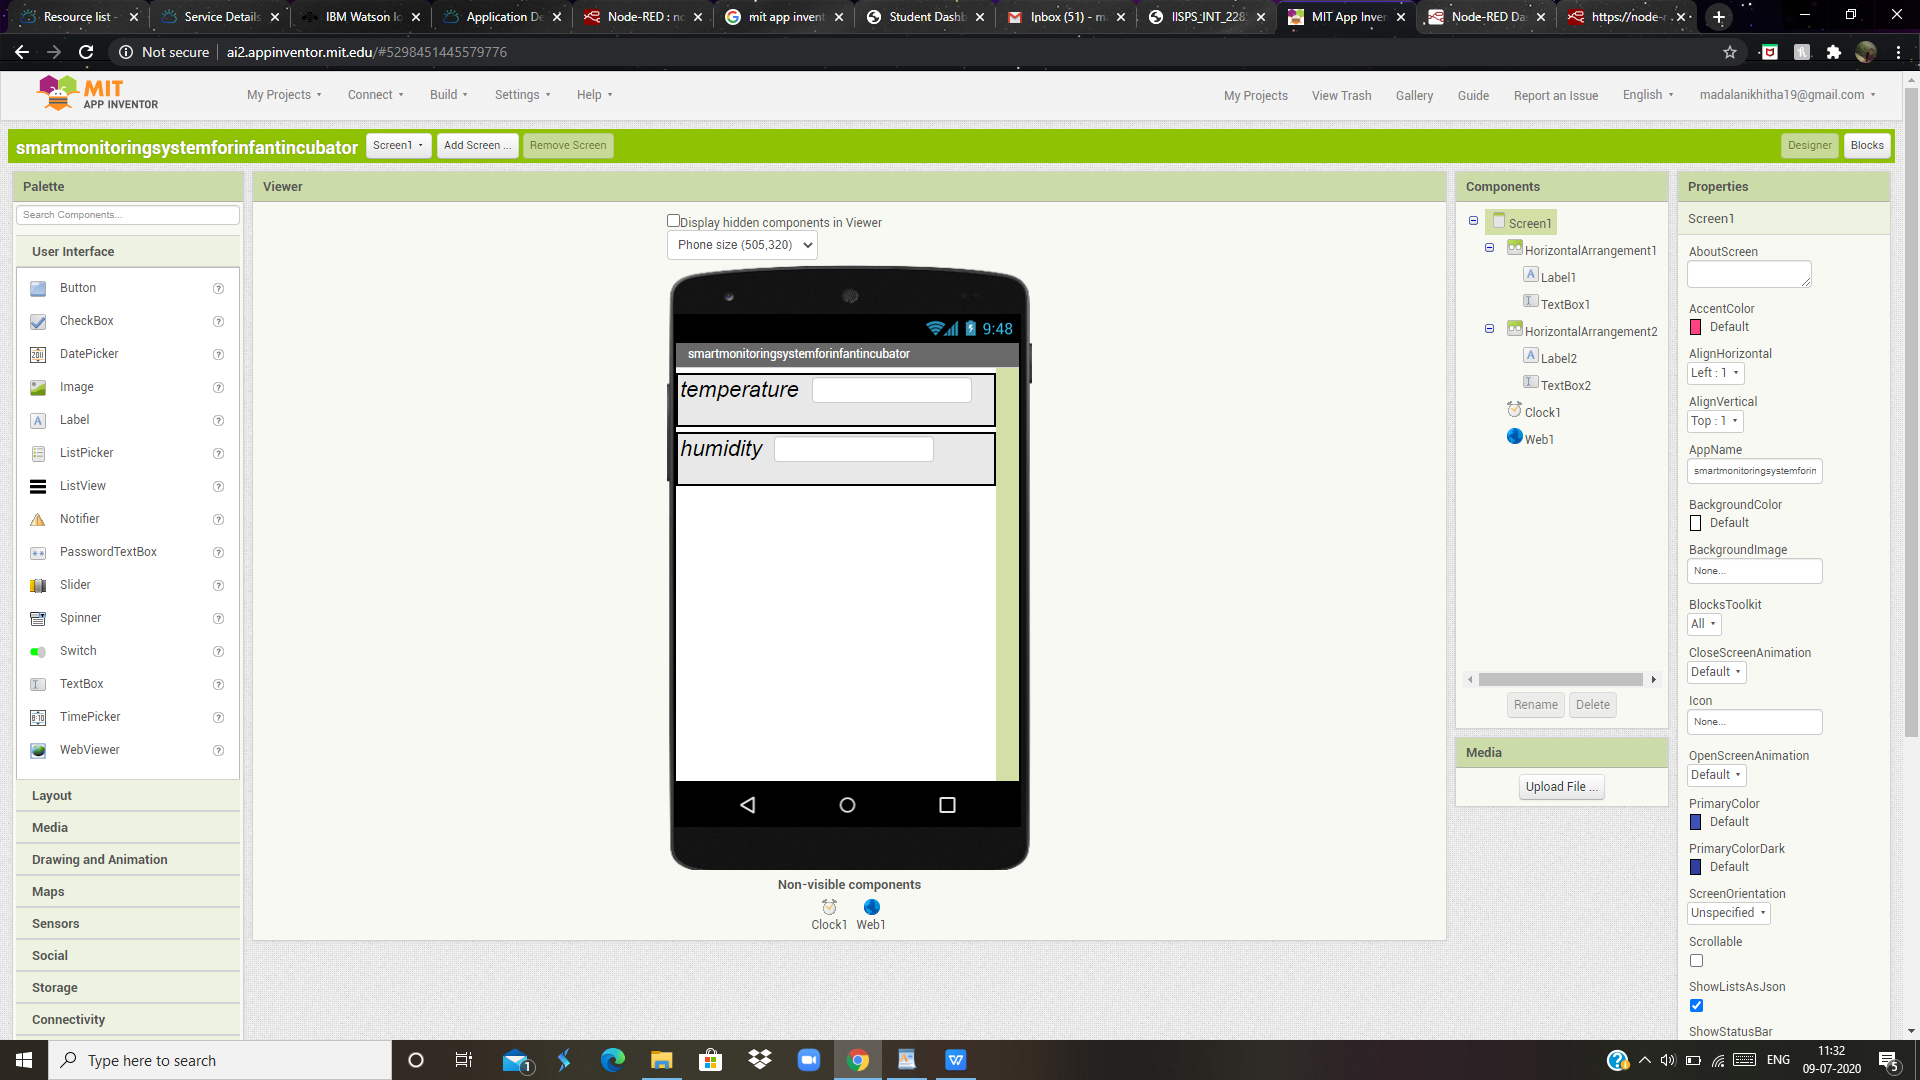 Resource list -
Service Details
IBM Watson Io
Application De
Node-RED : no
mit app invent
Student Dashb
Inbox (51) - m
IISPS_INT_228
MIT App Inven
Node-RED Da
https://node-r
Not secure | ai2.appinventor.mit.edu/#5298451445579776
MIT
APP INVENTOR
My Projects
Connect
Build
Settings
Help
My Projects
View Trash
Gallery
Guide
Report an Issue
English
madalanikhitha19@gmail.com
smartmonitoringsystemforinfantincubator
Screen1
Add Screen ...
Remove Screen
Designer
Blocks
Palette
Search Components...
User Interface
Button
CheckBox
DatePicker
Image
Label
ListPicker
ListView
Notifier
PasswordTextBox
Slider
Spinner
Switch
TextBox
TimePicker
WebViewer
Layout
Media
Drawing and Animation
Maps
Sensors
Social
Storage
Connectivity
Viewer
Display hidden components in Viewer
Phone size (505,320)
9:48
smartmonitoringsystemforinfantincubator
temperature
humidity
Non-visible components
Clock1
Web1
Components
Screen1
HorizontalArrangement1
Label1
TextBox1
HorizontalArrangement2
Label2
TextBox2
Clock1
Web1
Rename
Delete
Media
Upload File ...
Properties
Screen1
AboutScreen
AccentColor
Default
AlignHorizontal
Left : 1
AlignVertical
Top : 1
AppName
smartmonitoringsystemforin
BackgroundColor
Default
BackgroundImage
None...
BlocksToolkit
All
CloseScreenAnimation
Default
Icon
None...
OpenScreenAnimation
Default
PrimaryColor
Default
PrimaryColorDark
Default
ScreenOrientation
Unspecified
Scrollable
ShowListsAsJson
ShowStatusBar
Type here to search
1
ENG
11:32
09-07-2020
5